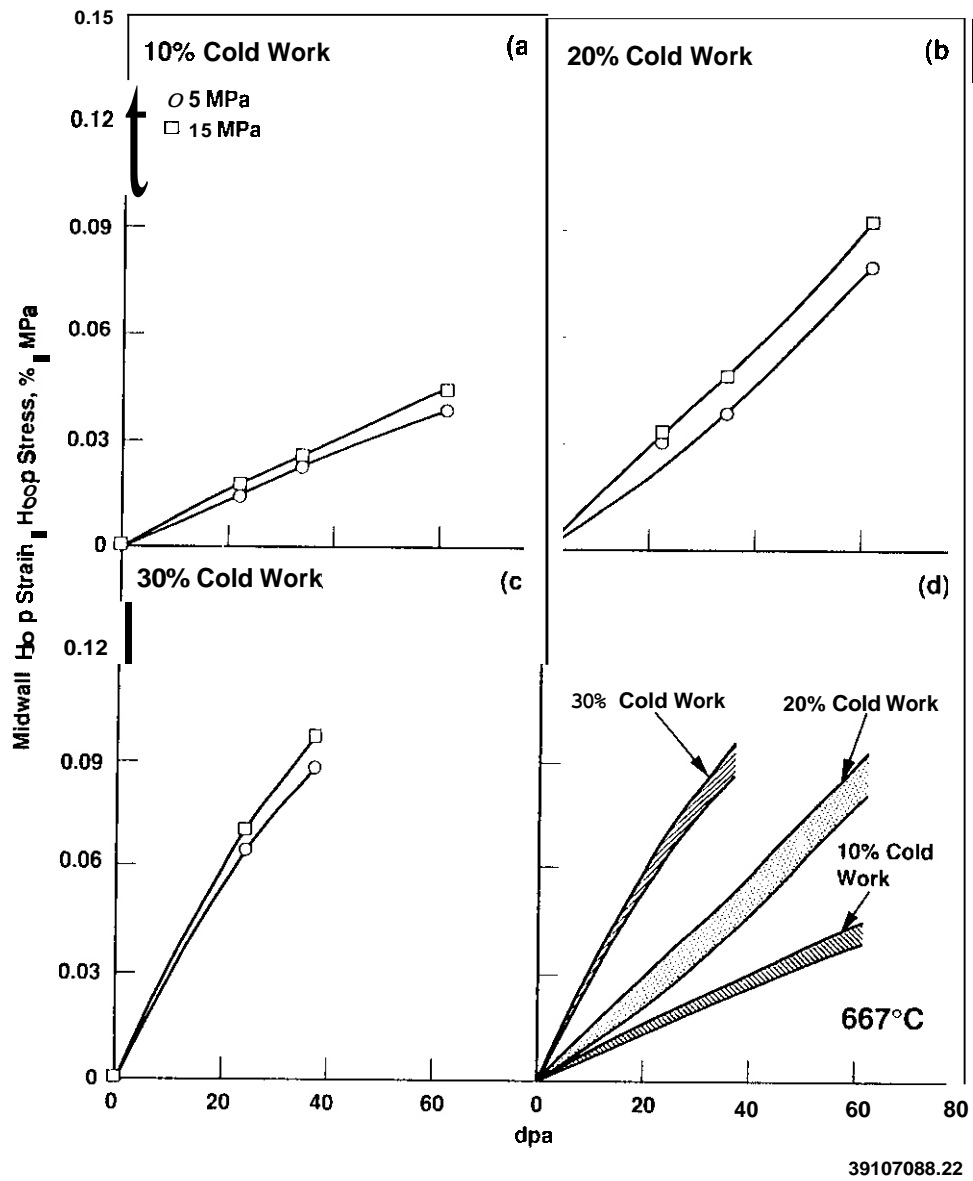 0.15
10% Cold Work
(a
20% Cold Work
(b)
0.12
○ 5 MPa
□ 15 MPa
0.09
0.06
0.03
0
Midwall Ho p Strain Hoop Stress, % MPa
30% Cold Work
(c)
(d)
0.12
30% Cold Work
20% Cold Work
0.09
10% Cold
Work
0.06
0.03
667°C
0
0 20 40 60
0 20 40 60 80
dpa
39107088.22